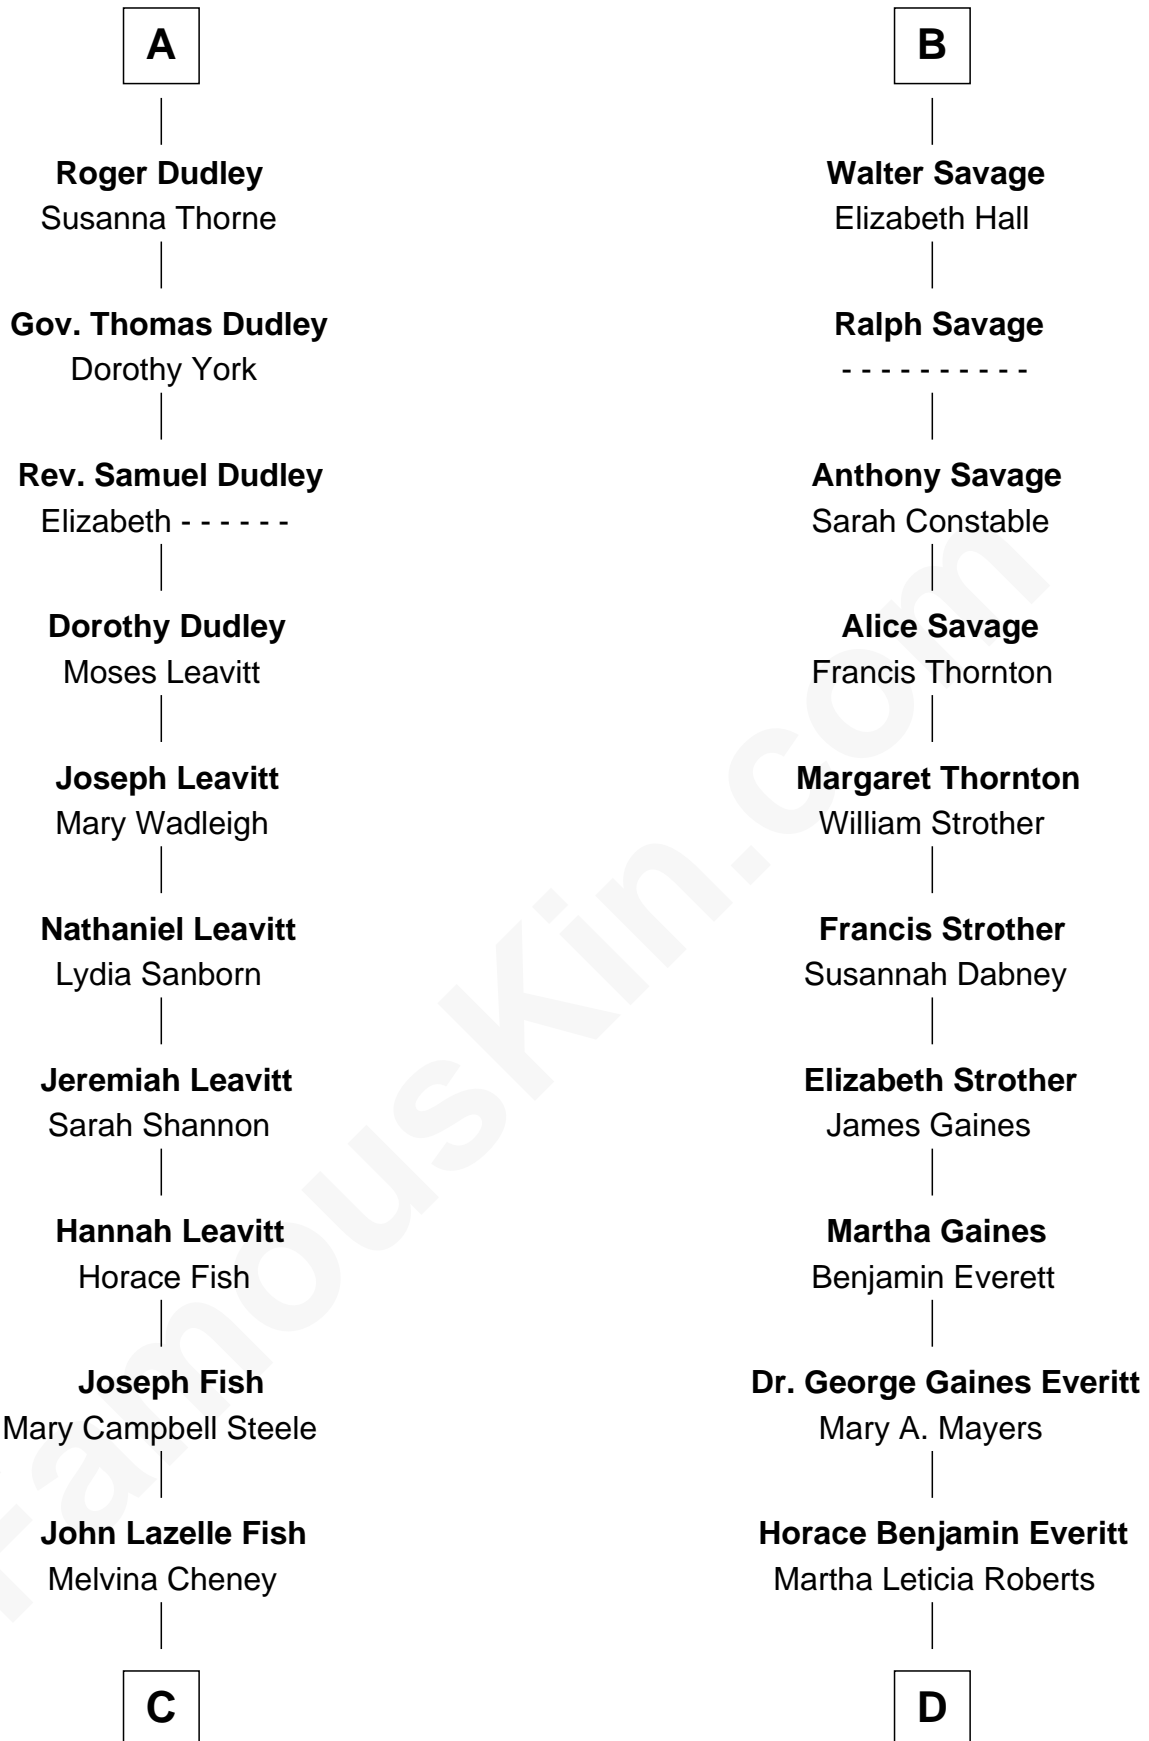 A
Roger Dudley
Susanna Thorne
Gov. Thomas Dudley
Dorothy York
Rev. Samuel Dudley
Elizabeth - - - - - -
Dorothy Dudley
Moses Leavitt
Joseph Leavitt
Mary Wadleigh
Nathaniel Leavitt
Lydia Sanborn
Jeremiah Leavitt
Sarah Shannon
Hannah Leavitt
Horace Fish
Joseph Fish
Mary Campbell Steele
John Lazelle Fish
Melvina Cheney
C
B
Walter Savage
Elizabeth Hall
Ralph Savage
- - - - - - - - - -
Anthony Savage
Sarah Constable
Alice Savage
Francis Thornton
Margaret Thornton
William Strother
Francis Strother
Susannah Dabney
Elizabeth Strother
James Gaines
Martha Gaines
Benjamin Everett
Dr. George Gaines Everitt
Mary A. Mayers
Horace Benjamin Everitt
Martha Leticia Roberts
D
FamousKin.com